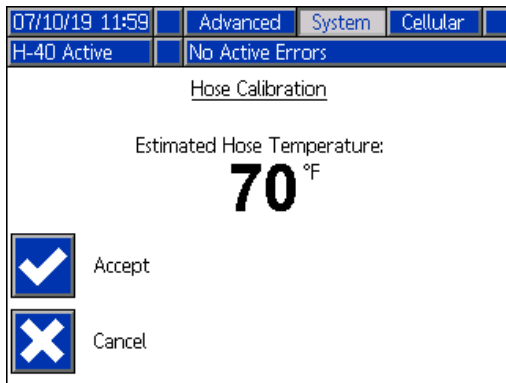 07/10/19 11:59 Advanced System Cellular
H-40 Active No Active Errors
Hose Calibration
Estimated Hose Temperature:
70 °F
Accept
Cancel